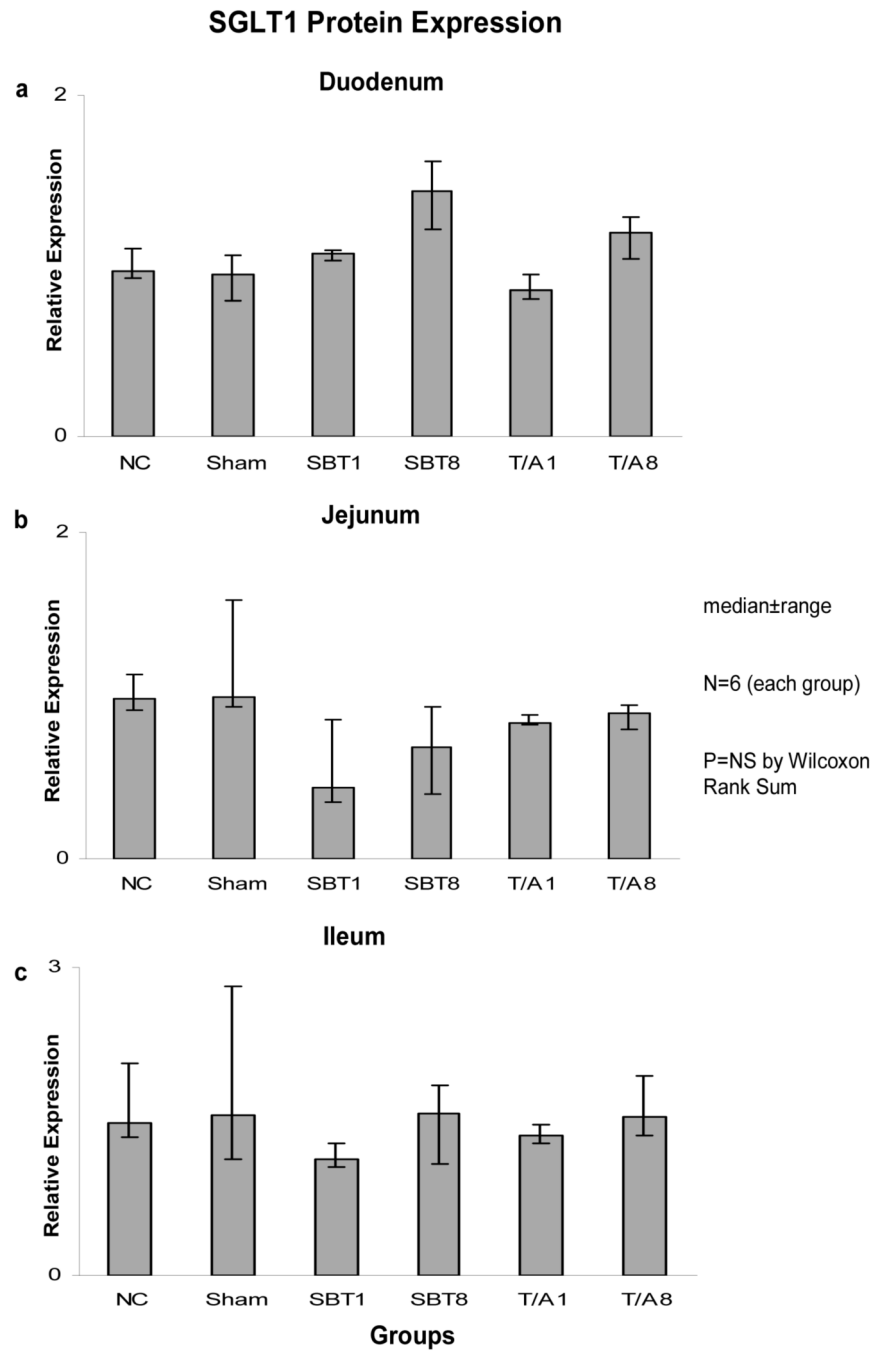 SGLT1 Protein Expression
a
Duodenum
2
Relative Expression
0
NC Sham SBT1 SBT8 T/A1 T/A8
b
Jejunum
2
Relative Expression
0
NC Sham SBT1 SBT8 T/A1 T/A8
median±range
N=6 (each group)
P=NS by Wilcoxon
Rank Sum
c
Ileum
3
Relative Expression
0
NC Sham SBT1 SBT8 T/A1 T/A8
Groups